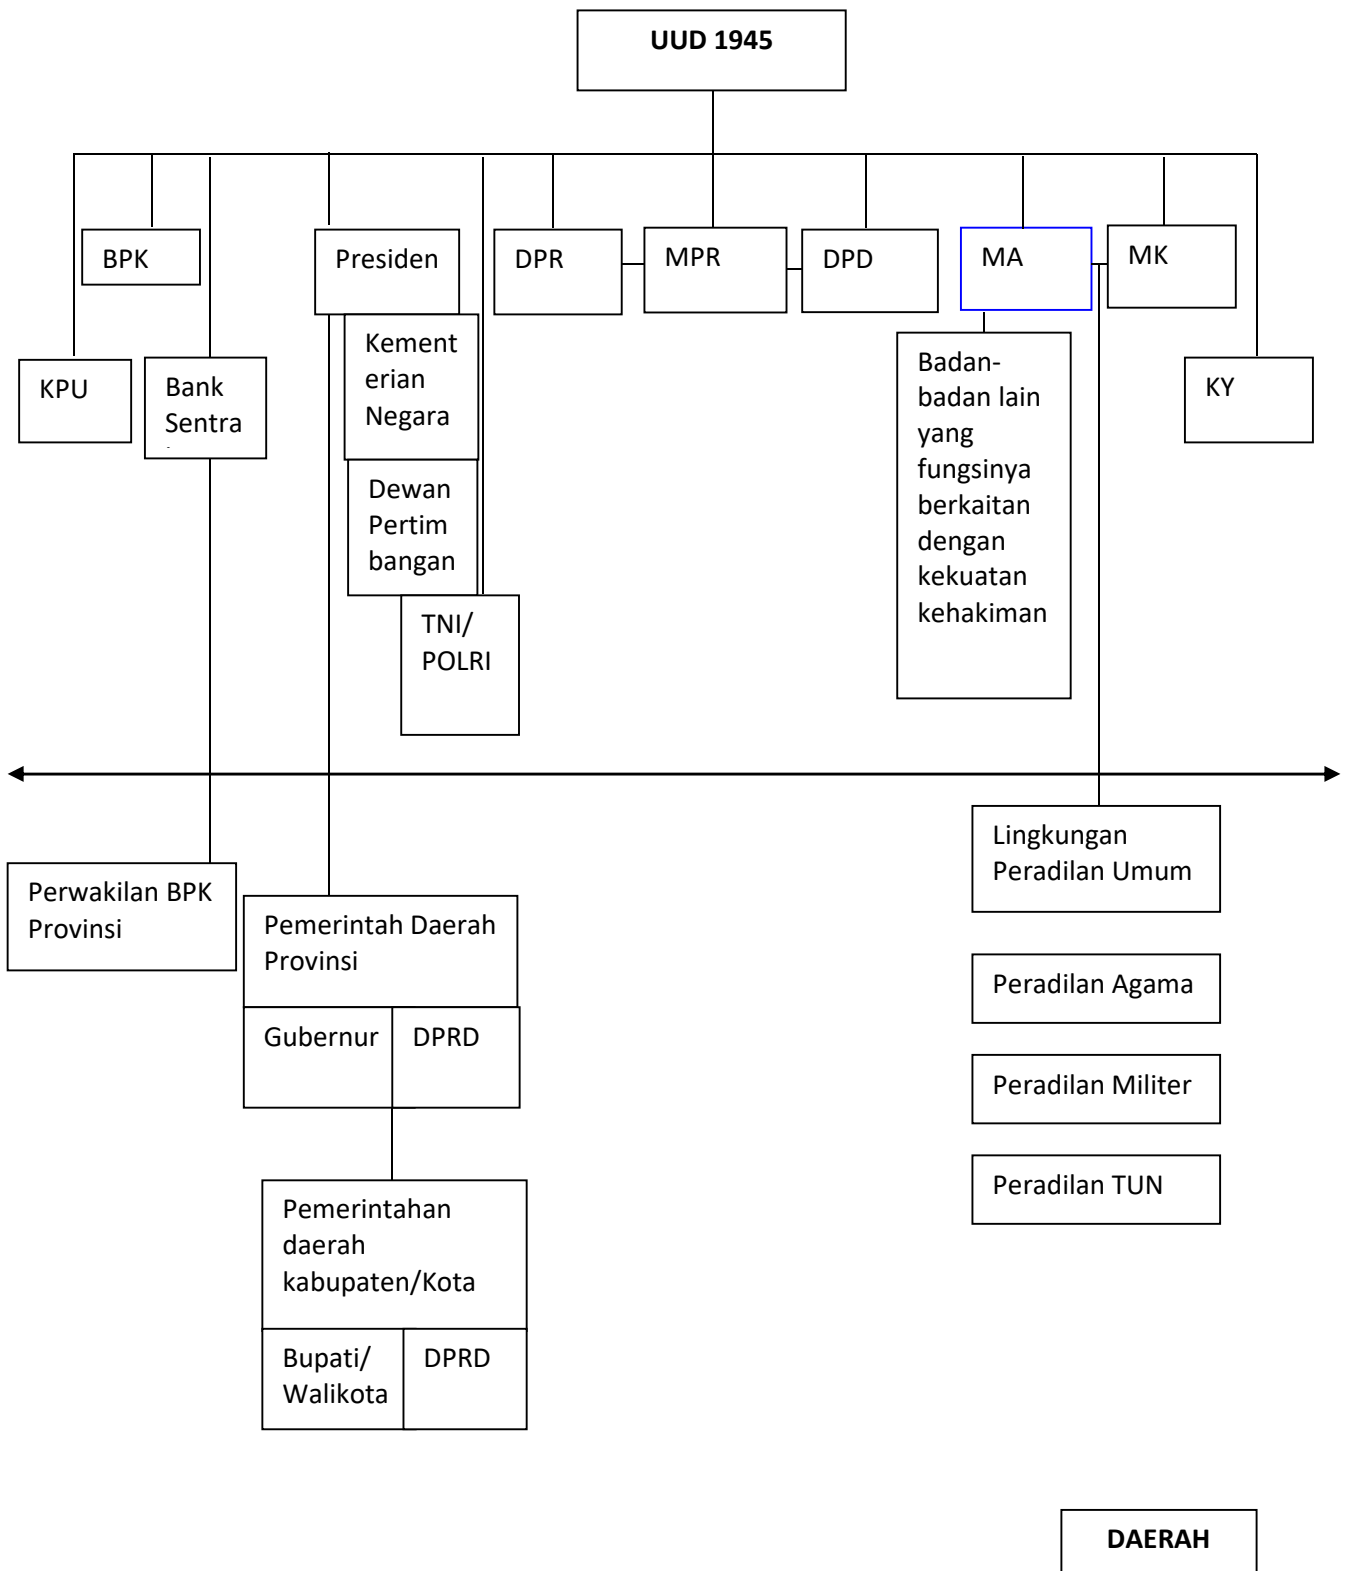 UUD 1945
BPK
Presiden
DPR
MPR
DPD
MA
MK
KPU
Bank
Sentra
Kement
erian
Negara
Dewan
Pertim
bangan
TNI/
POLRI
Badan-
badan lain
yang
fungsinya
berkaitan
dengan
kekuatan
kehakiman
KY
Perwakilan BPK
Provinsi
Pemerintah Daerah
Provinsi
Gubernur
DPRD
Pemerintahan
daerah
kabupaten/Kota
Bupati/
Walikota
DPRD
Lingkungan
Peradilan Umum
Peradilan Agama
Peradilan Militer
Peradilan TUN
DAERAH